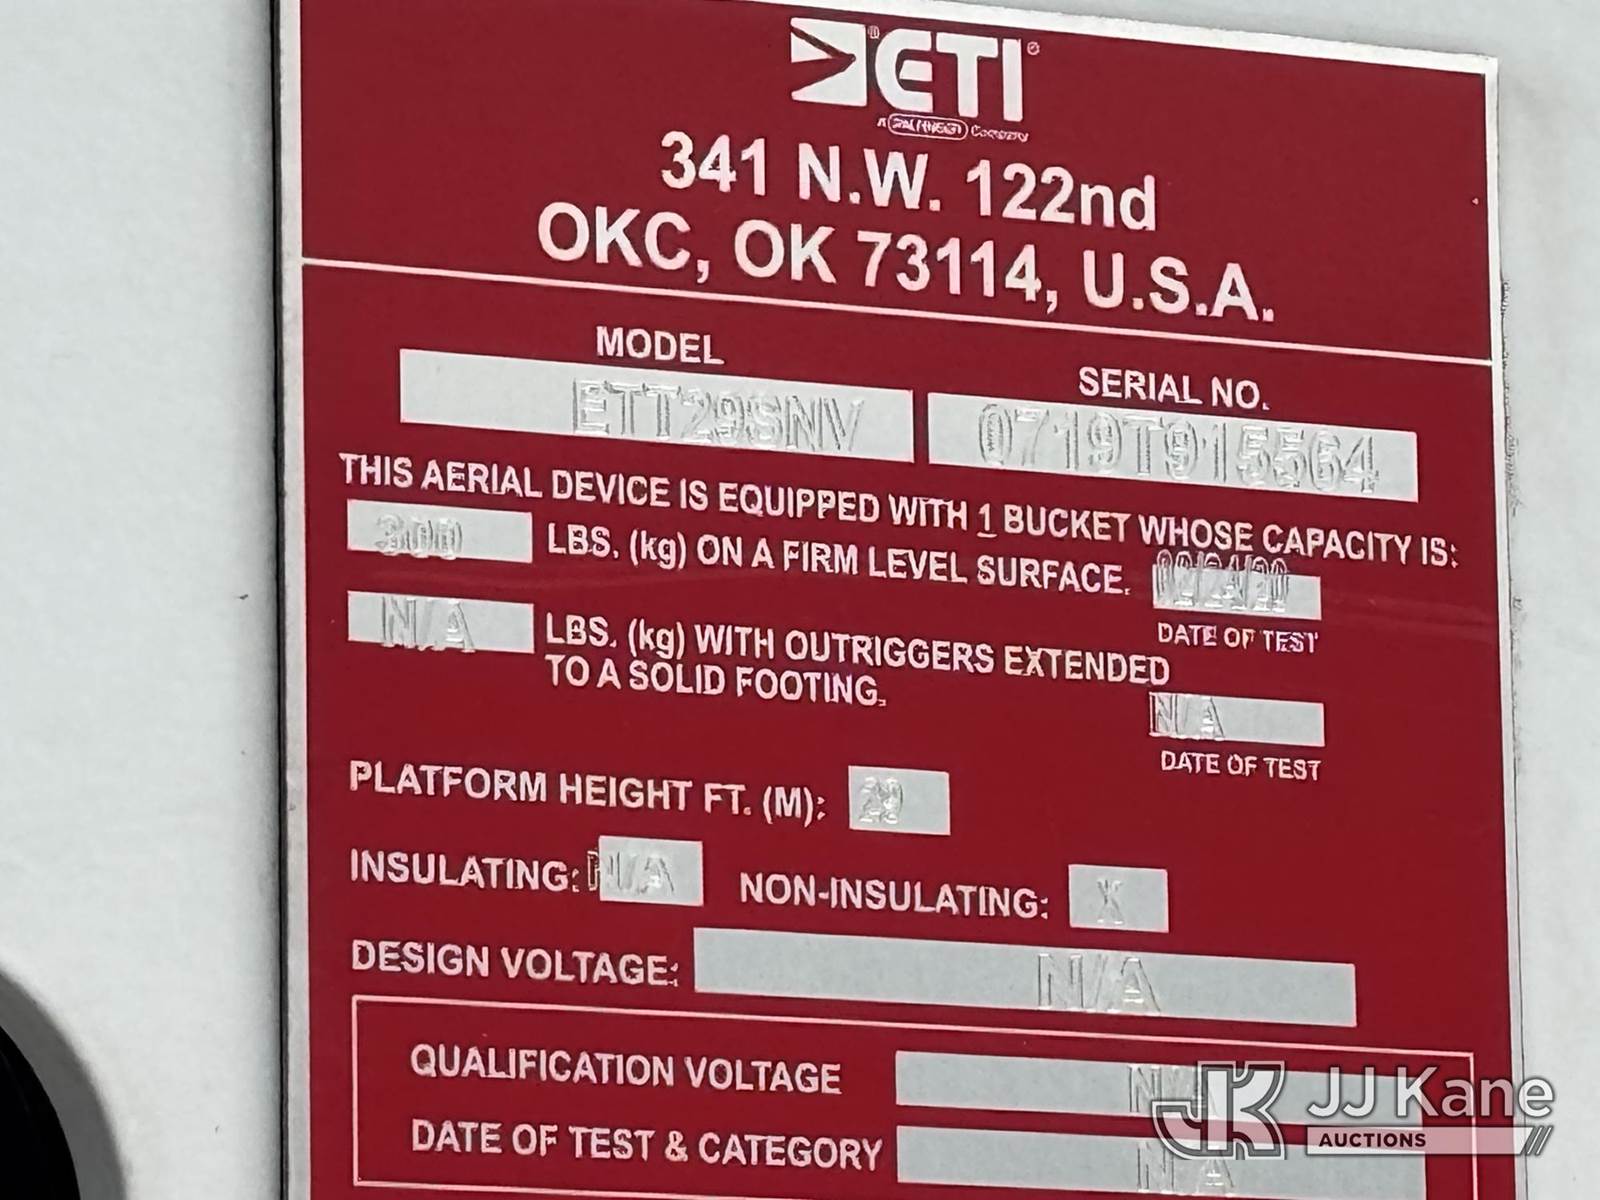 ETI
A PALFINGER Company
341 N.W. 122nd
OKC, OK 73114, U.S.A.
MODEL
SERIAL NO.
ETT29SNV
0719T915564
THIS AERIAL DEVICE IS EQUIPPED WITH 1 BUCKET WHOSE CAPACITY IS:
300 LBS. (kg) ON A FIRM LEVEL SURFACE.
DATE OF TEST
N/A LBS. (kg) WITH OUTRIGGERS EXTENDED
TO A SOLID FOOTING.
N/A
DATE OF TEST
PLATFORM HEIGHT FT. (M): 29
INSULATING: N/A NON-INSULATING: X
DESIGN VOLTAGE: N/A
QUALIFICATION VOLTAGE
DATE OF TEST & CATEGORY N/A
JK JJ Kane
AUCTIONS